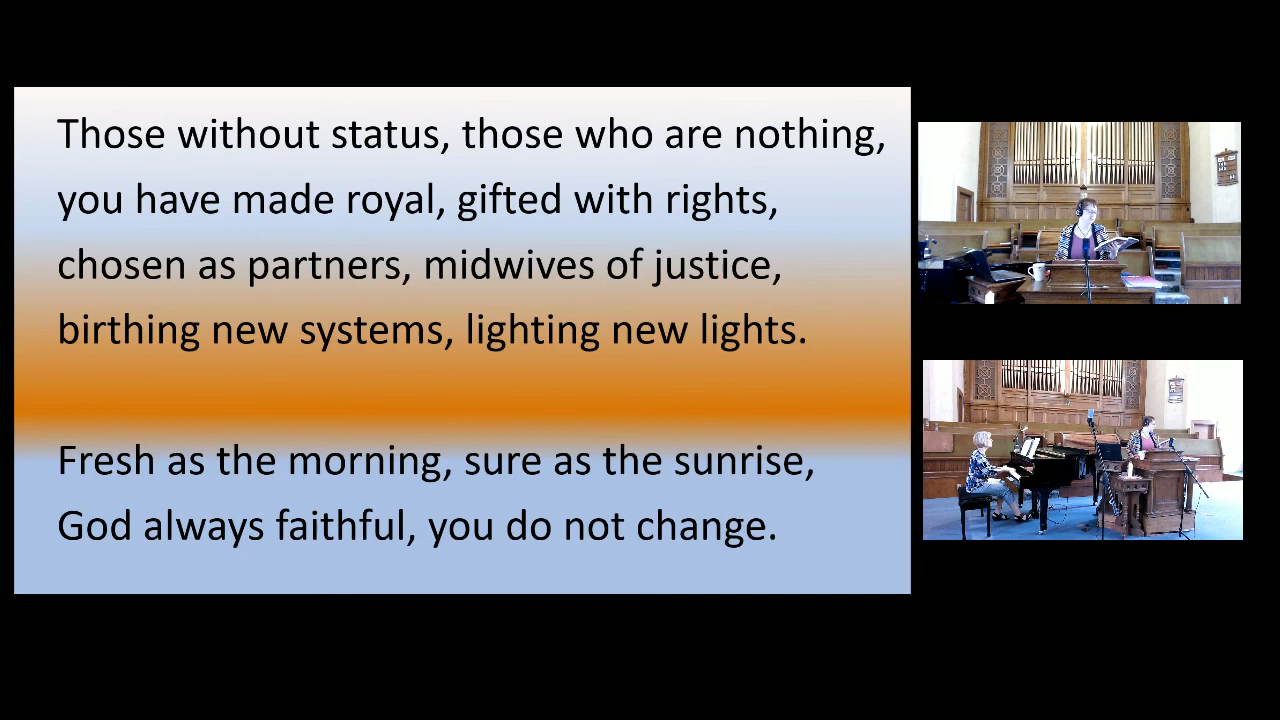 Those without status, those who are nothing,
you have made royal, gifted with rights,
chosen as partners, midwives of justice,
birthing new systems, lighting new lights.
Fresh as the morning, sure as the sunrise,
God always faithful, you do not change.